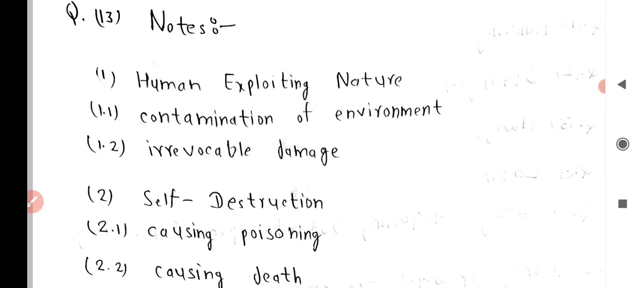 Q. (13) Notes:-
(1) Human Exploiting Nature
(1.1) contamination of environment
(1.2) irrevocable damage
(2) Self- Destruction
(2.1) causing poisoning
(2.2) causing death